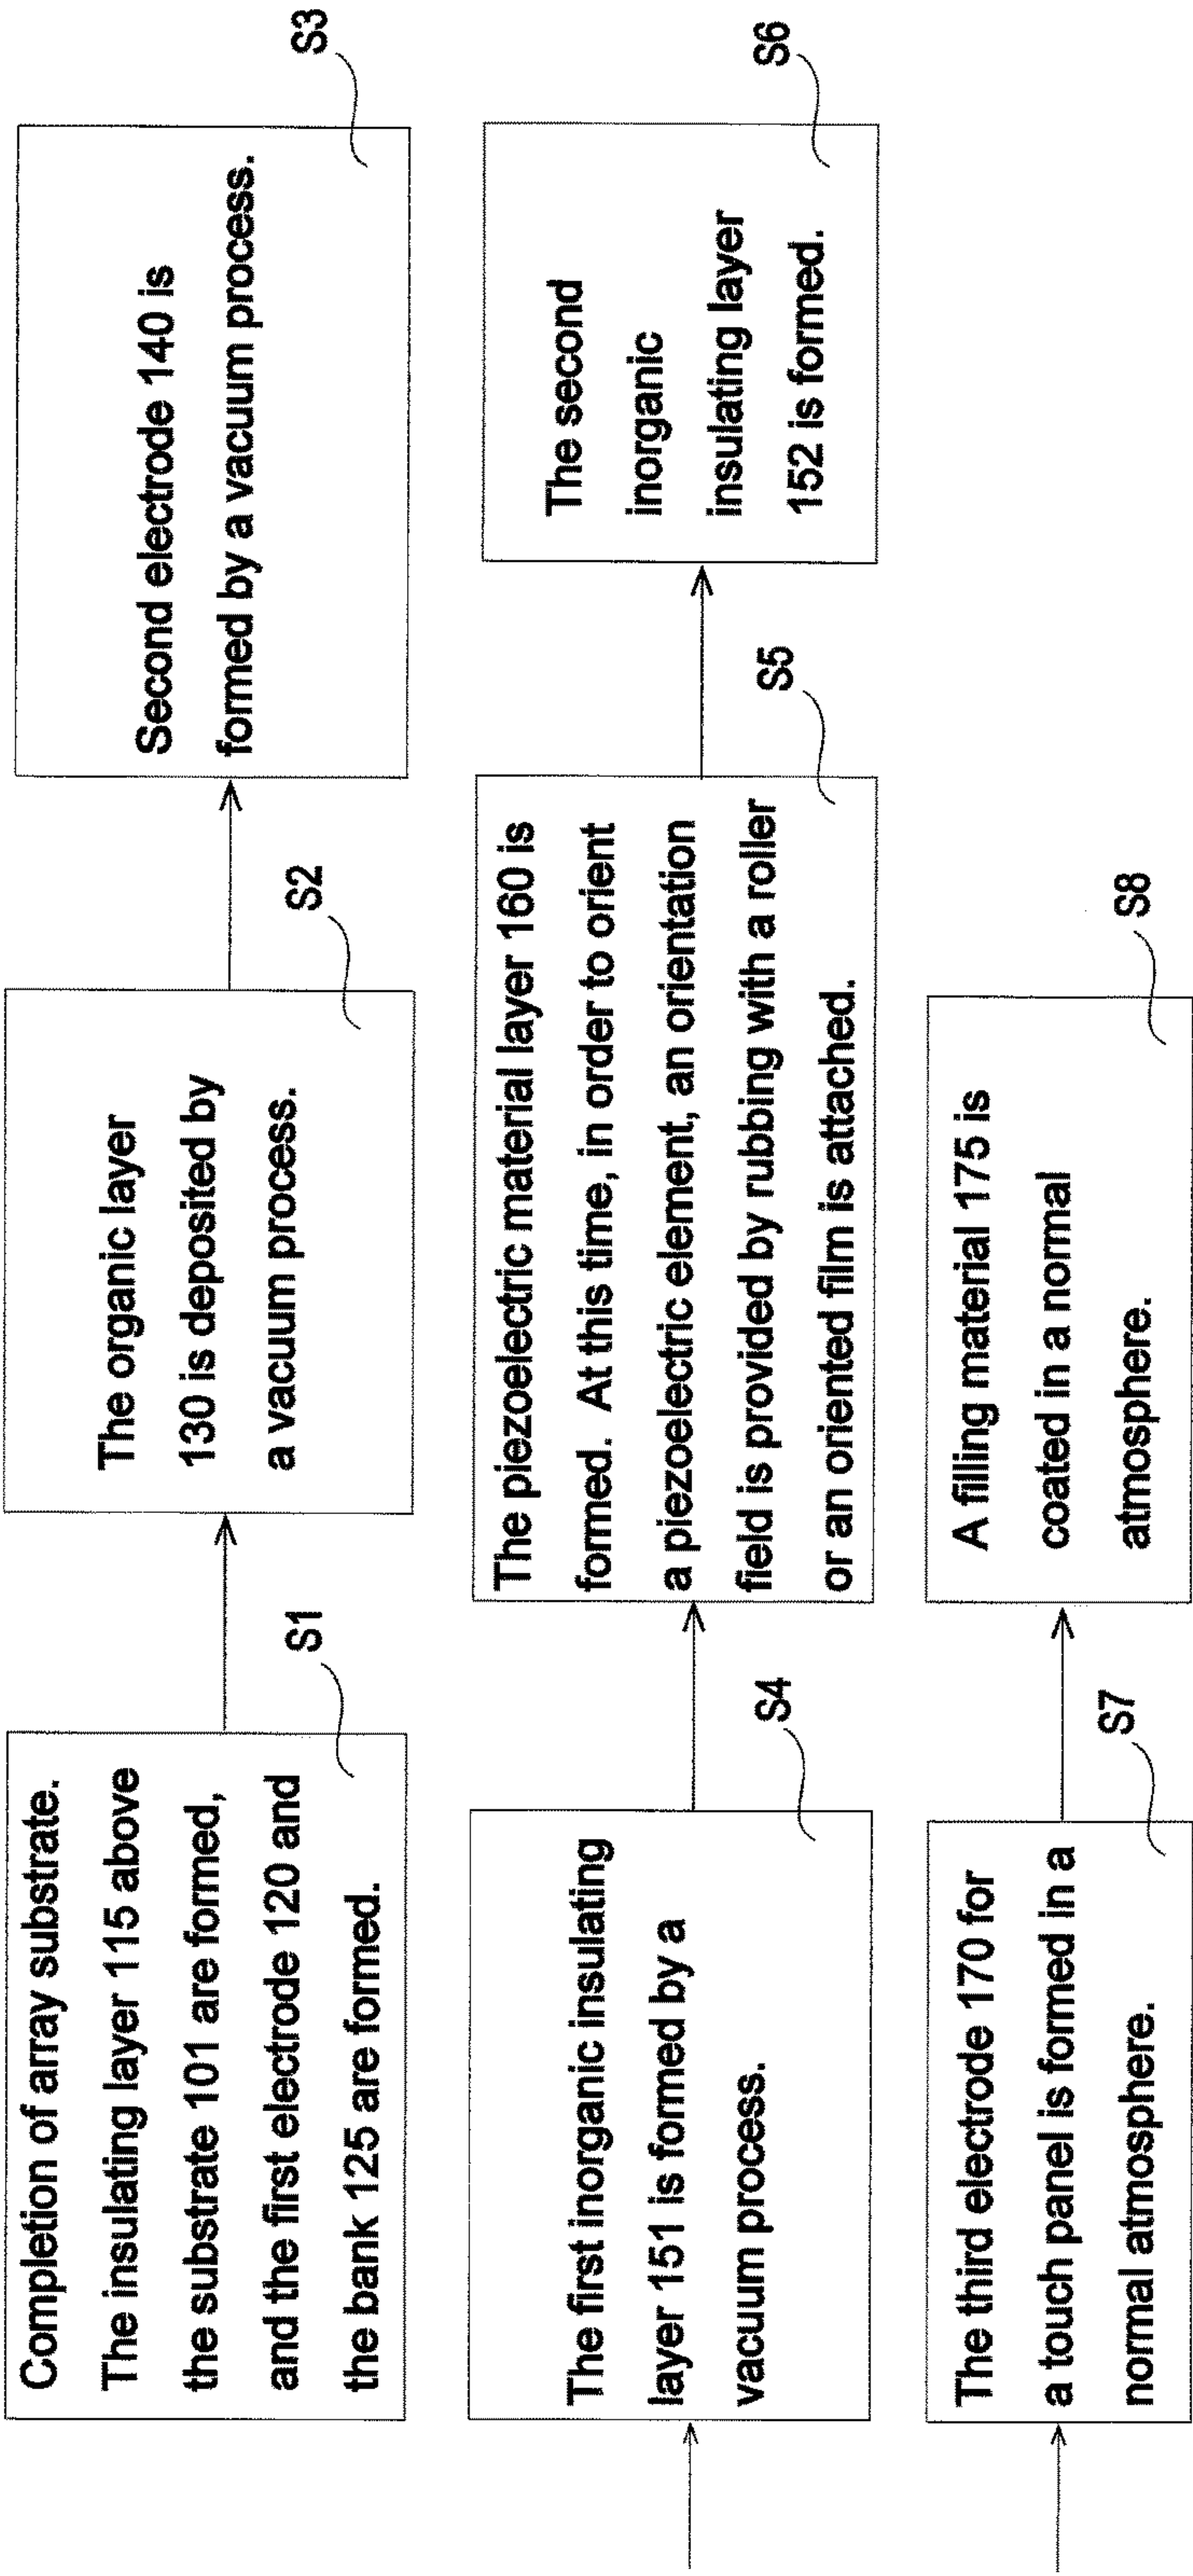 Completion of array substrate.
The insulating layer 115 above
the substrate 101 are formed,
and the first electrode 120 and
the bank 125 are formed.
S1
The organic layer
130 is deposited by
a vacuum process.
S2
Second electrode 140 is
formed by a vacuum process.
S3
The first inorganic insulating
layer 151 is formed by a
vacuum process.
S4
The piezoelectric material layer 160 is
formed. At this time, in order to orient
a piezoelectric element, an orientation
field is provided by rubbing with a roller
or an oriented film is attached.
S5
The second
inorganic
insulating layer
152 is formed.
S6
The third electrode 170 for
a touch panel is formed in a
normal atmosphere.
S7
A filling material 175 is
coated in a normal
atmosphere.
S8